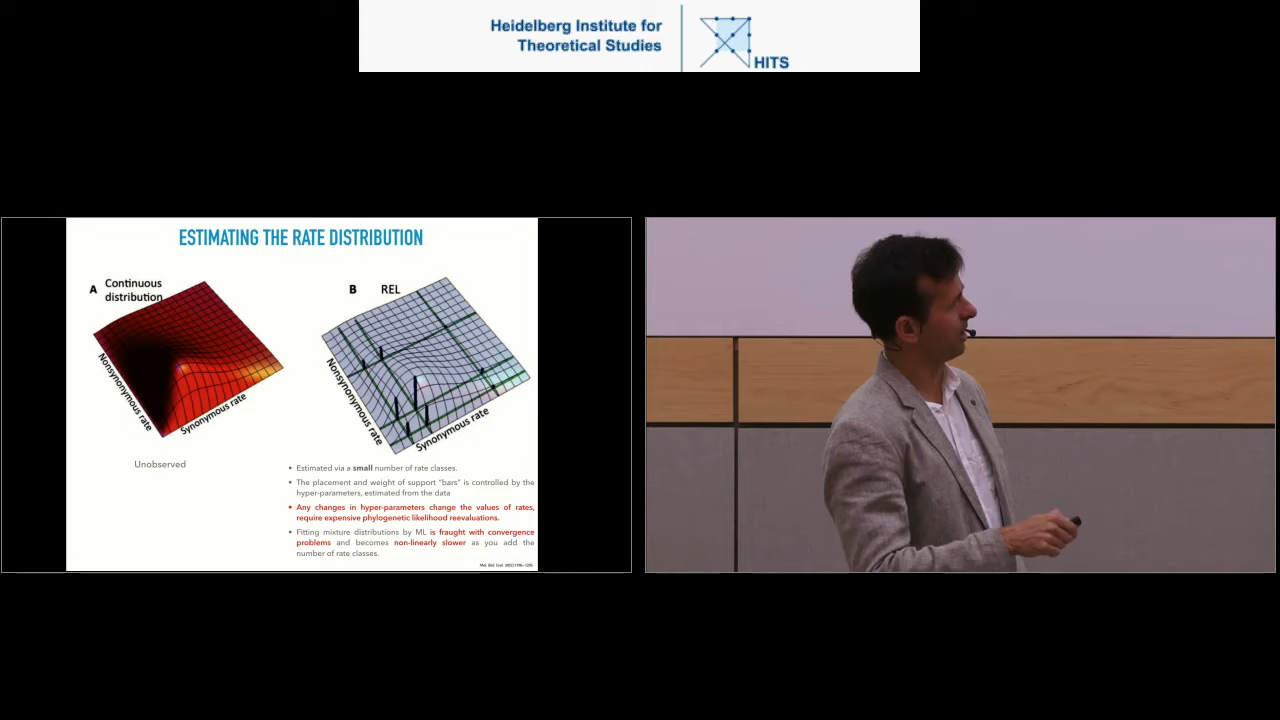 Heidelberg Institute for
Theoretical Studies
HITS
ESTIMATING THE RATE DISTRIBUTION
A Continuous
distribution
B REL
Nonsynonymous rate
Synonymous rate
Nonsynonymous rate
Synonymous rate
Unobserved
• Estimated via a small number of rate classes.
• The placement and weight of support "bars" is controlled by the
hyper-parameters, estimated from the data
• Any changes in hyper-parameters change the values of rates,
require expensive phylogenetic likelihood reevaluations.
• Fitting mixture distributions by ML is fraught with convergence
problems and becomes non-linearly slower as you add the
number of rate classes.